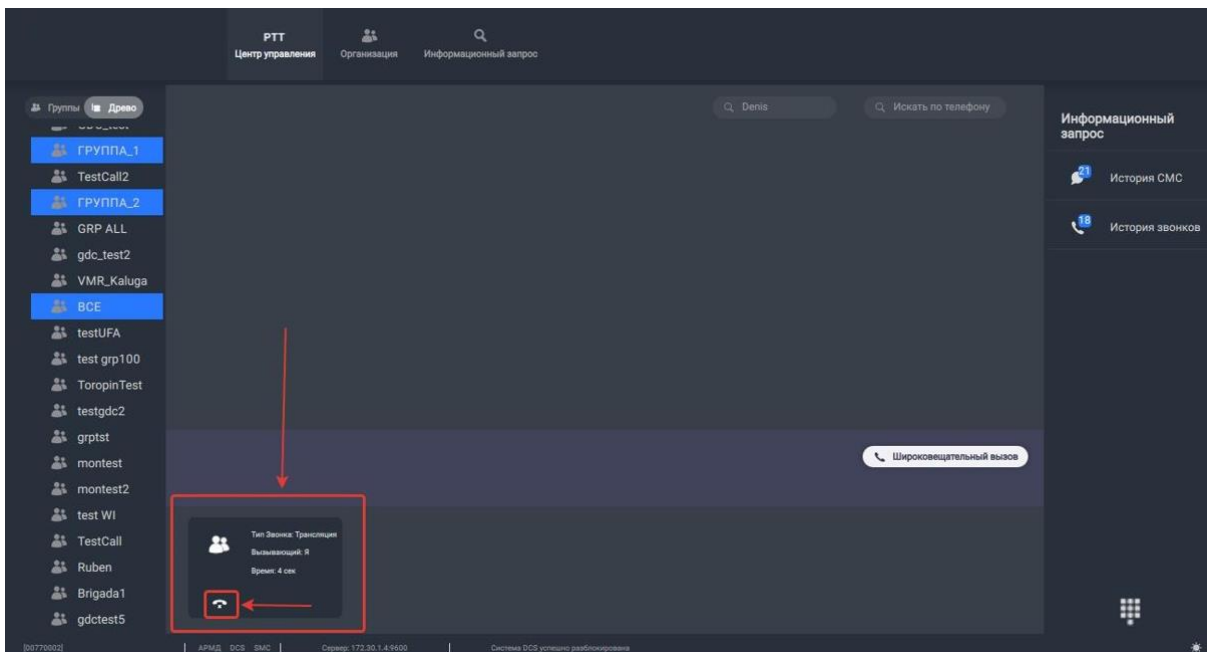 PTT
Центр управления
Организация
Информационный запрос
Группы
Древо
Denis
Искать по телефону
ГРУППА_1
TestCall2
ГРУППА_2
GRP ALL
gdc_test2
VMR_Kaluga
ВСЕ
testUFA
test grp100
ToropinTest
testgdc2
grptst
montest
montest2
test WI
TestCall
Ruben
Brigada1
gdctest5
Широковещательный вызов
Тип Звонка: Трансляция
Вызывающий: Я
Время: 4 сек
Информационный
запрос
21
История СМС
18
История звонков
[00770002]
АРМД DCS SMC
Сервер: 172.30.1.4:9600
Система DCS успешно разблокирована